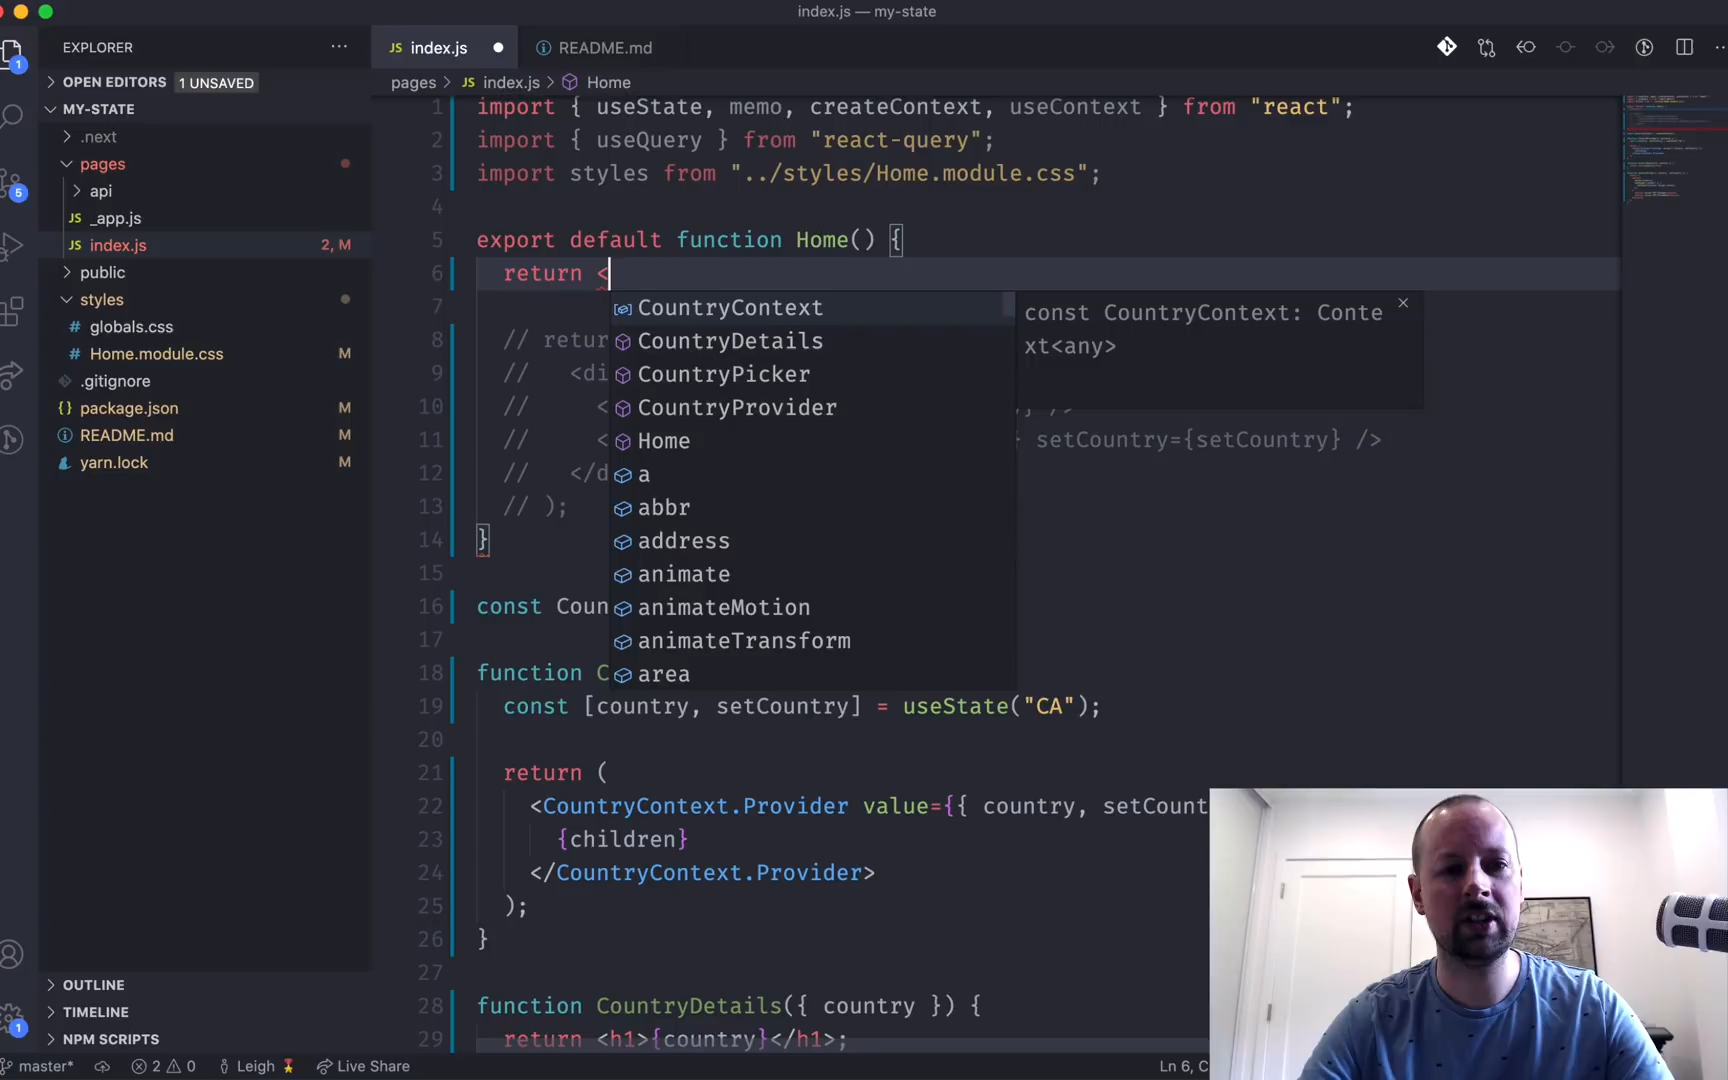 index.js — my-state
EXPLORER
JS index.js
README.md
1
OPEN EDITORS 1 UNSAVED
pages > JS index.js > Home
MY-STATE
.next
pages
api
JS _app.js
JS index.js 2, M
public
styles
# globals.css
# Home.module.css M
.gitignore
{} package.json M
README.md M
yarn.lock M
5
1
OUTLINE
TIMELINE
NPM SCRIPTS
1 import { useState, memo, createContext, useContext } from "react";
2 import { useQuery } from "react-query";
3 import styles from "../styles/Home.module.css";
4
5 export default function Home() {
6 return <
7
8 // retur
9 // <di
10 // < } />
11 // < } setCountry={setCountry} />
12 // </d
13 // );
14 }
15
16 const Coun
17
18 function C
19 const [country, setCountry] = useState("CA");
20
21 return (
22 <CountryContext.Provider value={{ country, setCount
23 {children}
24 </CountryContext.Provider>
25 );
26 }
27
28 function CountryDetails({ country }) {
29 return <h1>{country}</h1>;
CountryContext
CountryDetails
CountryPicker
CountryProvider
Home
a
abbr
address
animate
animateMotion
animateTransform
area
const CountryContext: Conte
xt<any>
master* 2 0 Leigh Live Share
Ln 6, C